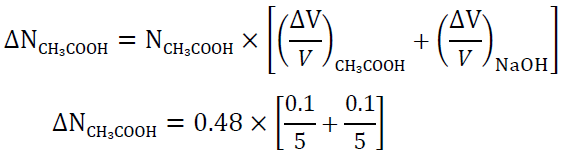 ΔN_CH₃COOH = N_CH₃COOH × [(ΔV/V)_CH₃COOH + (ΔV/V)_NaOH]
ΔN_CH₃COOH = 0.48 × [0.1/5 + 0.1/5]